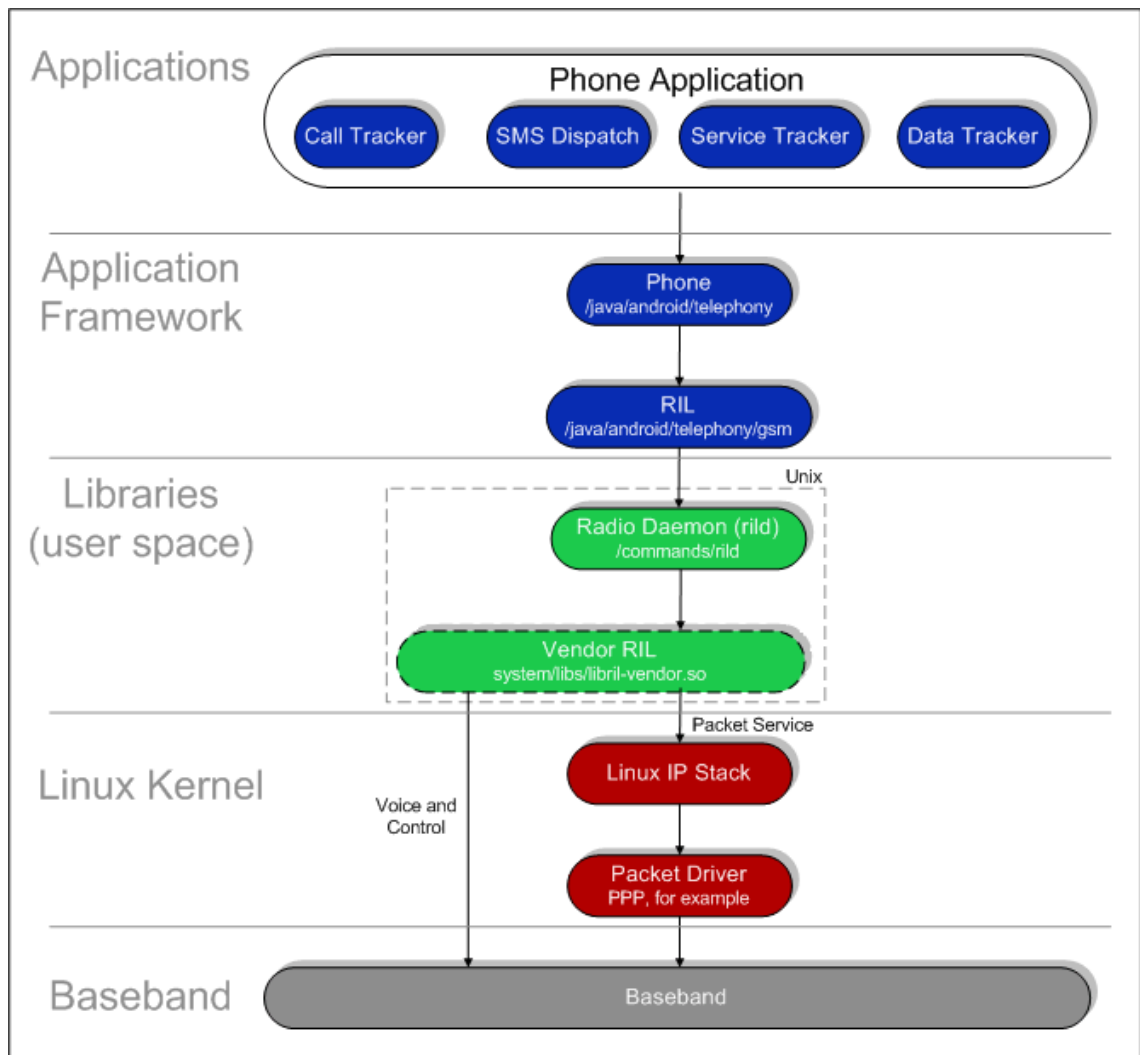 Applications
Phone Application
Call Tracker
SMS Dispatch
Service Tracker
Data Tracker
Application
Framework
Phone
/java/android/telephony
RIL
/java/android/telephony/gsm
Libraries
(user space)
Unix
Radio Daemon (rild)
/commands/rild
Vendor RIL
system/libs/libril-vendor.so
Packet Service
Linux Kernel
Linux IP Stack
Voice and
Control
Packet Driver
PPP, for example
Baseband
Baseband